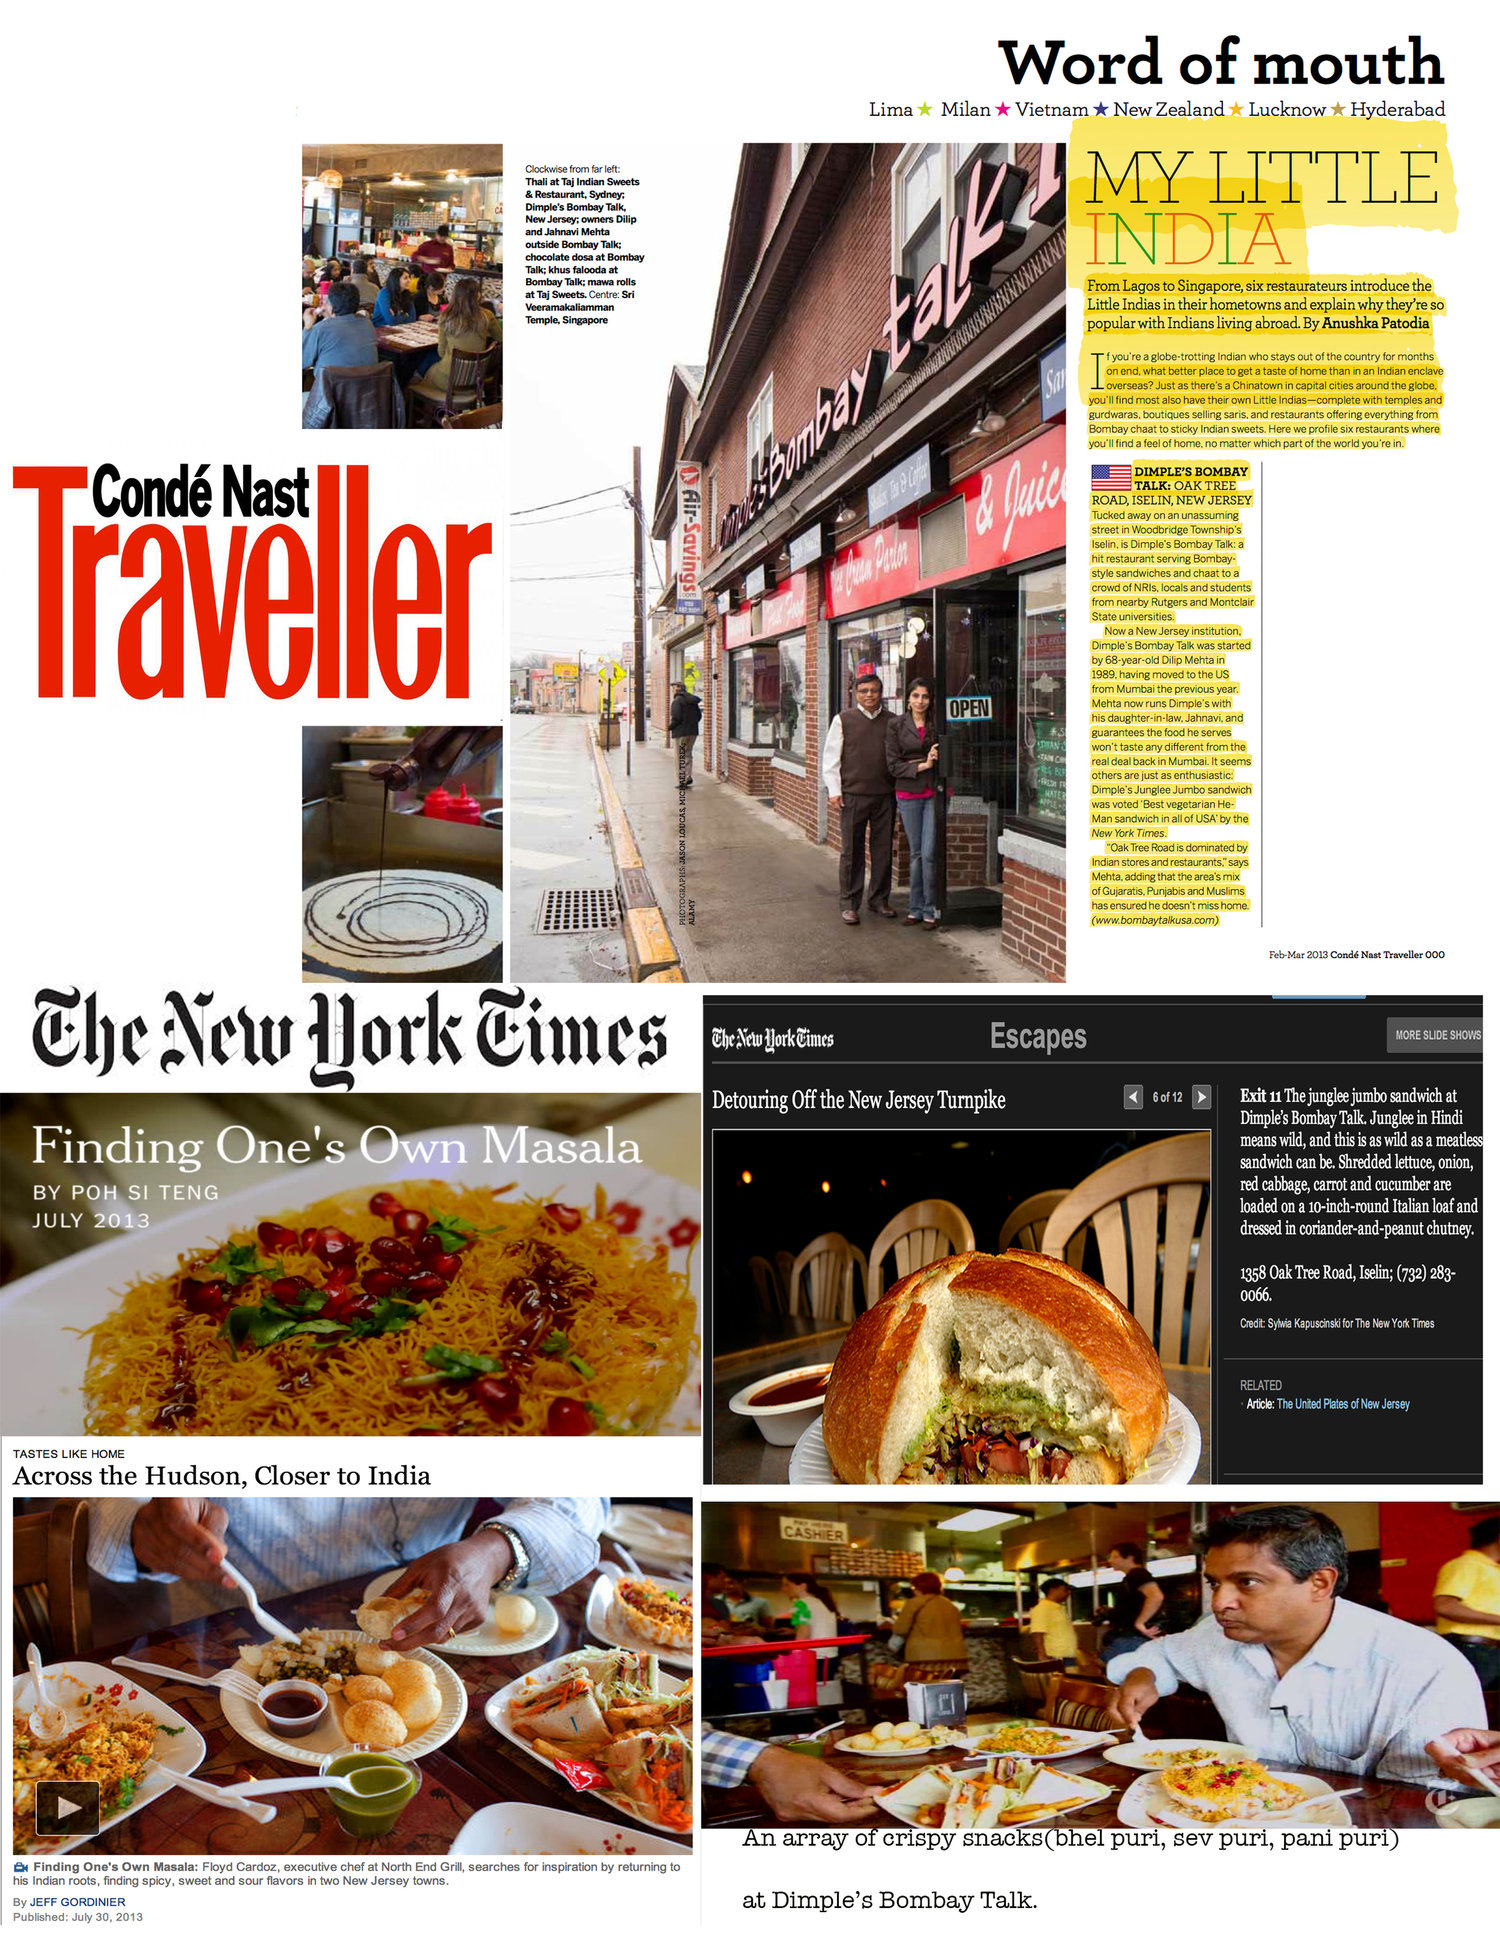 Word of mouth
Lima ★ Milan ★ Vietnam ★ New Zealand ★ Lucknow ★ Hyderabad
Clockwise from far left:
Thali at Taj Indian Sweets
& Restaurant, Sydney;
Dimple's Bombay Talk,
New Jersey; owners Dilip
and Jahnavi Mehta
outside Bombay Talk;
chocolate dosa at Bombay
Talk; khus falooda at
Bombay Talk; mawa rolls
at Taj Sweets. Centre: Sri
Veeramakaliamman
Temple, Singapore
Condé Nast
Traveller
Dimple's Bombay talk
Air-Savings
.com
Ice Cream Parlor
& Juice
OPEN
PHOTOGRAPHS: JASON LOUCAS, MICHAEL TUREK,
ALAMY
MY LITTLE
INDIA
From Lagos to Singapore, six restaurateurs introduce the
Little Indias in their hometowns and explain why they're so
popular with Indians living abroad. By Anushka Patodia
If you're a globe-trotting Indian who stays out of the country for months
on end, what better place to get a taste of home than in an Indian enclave
overseas? Just as there's a Chinatown in capital cities around the globe,
you'll find most also have their own Little Indias—complete with temples and
gurdwaras, boutiques selling saris, and restaurants offering everything from
Bombay chaat to sticky Indian sweets. Here we profile six restaurants where
you'll find a feel of home, no matter which part of the world you're in.
DIMPLE'S BOMBAY
TALK: OAK TREE
ROAD, ISELIN, NEW JERSEY
Tucked away on an unassuming
street in Woodbridge Township's
Iselin, is Dimple's Bombay Talk: a
hit restaurant serving Bombay-
style sandwiches and chaat to a
crowd of NRIs, locals and students
from nearby Rutgers and Montclair
State universities.
Now a New Jersey institution,
Dimple's Bombay Talk was started
by 68-year-old Dilip Mehta in
1989, having moved to the US
from Mumbai the previous year.
Mehta now runs Dimple's with
his daughter-in-law, Jahnavi, and
guarantees the food he serves
won't taste any different from the
real deal back in Mumbai. It seems
others are just as enthusiastic:
Dimple's Junglee Jumbo sandwich
was voted 'Best vegetarian He-
Man sandwich in all of USA' by the
New York Times.
"Oak Tree Road is dominated by
Indian stores and restaurants," says
Mehta, adding that the area's mix
of Gujaratis, Punjabis and Muslims
has ensured he doesn't miss home.
(www.bombaytalkusa.com)
Feb-Mar 2013 Condé Nast Traveller 000
The New York Times
Finding One's Own Masala
BY POH SI TENG
JULY 2013
TASTES LIKE HOME
Across the Hudson, Closer to India
Finding One's Own Masala: Floyd Cardoz, executive chef at North End Grill, searches for inspiration by returning to
his Indian roots, finding spicy, sweet and sour flavors in two New Jersey towns.
By JEFF GORDINIER
Published: July 30, 2013
The New York Times
Escapes
MORE SLIDE SHOWS
Detouring Off the New Jersey Turnpike
6 of 12
Exit 11 The junglee jumbo sandwich at
Dimple's Bombay Talk. Junglee in Hindi
means wild, and this is as wild as a meatless
sandwich can be. Shredded lettuce, onion,
red cabbage, carrot and cucumber are
loaded on a 10-inch-round Italian loaf and
dressed in coriander-and-peanut chutney.
1358 Oak Tree Road, Iselin; (732) 283-
0066.
Credit: Sylwia Kapuscinski for The New York Times
RELATED
Article: The United Plates of New Jersey
CASHIER
An array of crispy snacks(bhel puri, sev puri, pani puri)
at Dimple's Bombay Talk.